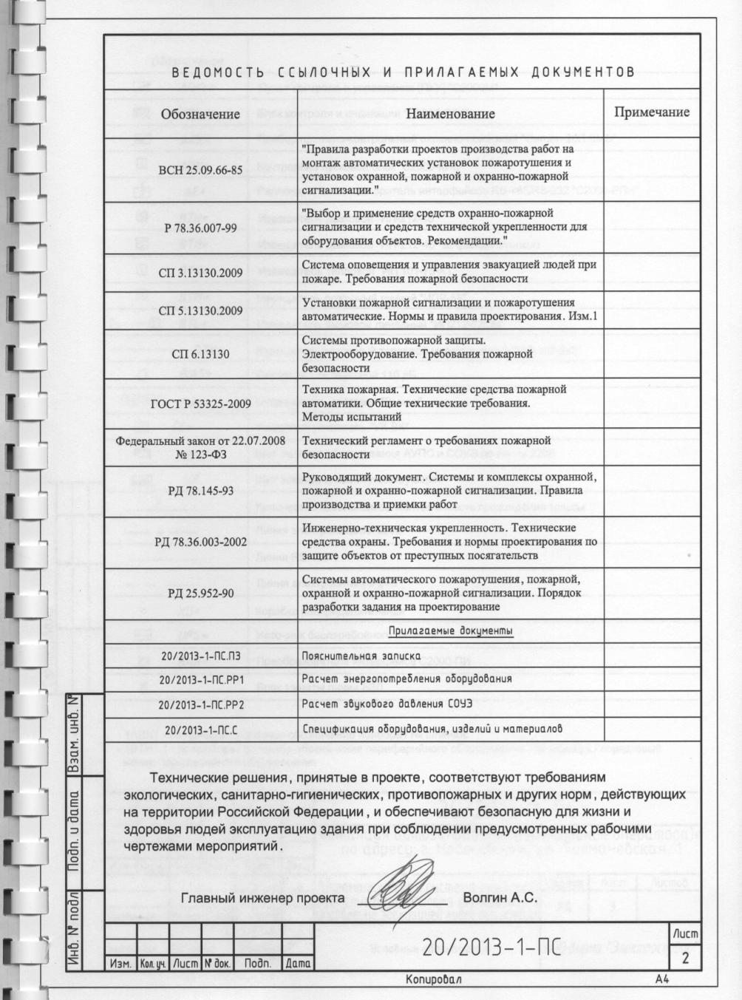 ВЕДОМОСТЬ ССЫЛОЧНЫХ И ПРИЛАГАЕМЫХ ДОКУМЕНТОВ
Обозначение Наименование Примечание
ВСН 25.09.66-85
"Правила разработки проектов производства работ на
монтаж автоматических установок пожаротушения и
установок охранной, пожарной и охранно-пожарной
сигнализации."
Р 78.36.007-99
"Выбор и применение средств охранно-пожарной
сигнализации и средств технической укрепленности для
оборудования объектов. Рекомендации."
СП 3.13130.2009
Система оповещения и управления эвакуацией людей при
пожаре. Требования пожарной безопасности
СП 5.13130.2009
Установки пожарной сигнализации и пожаротушения
автоматические. Нормы и правила проектирования. Изм.1
СП 6.13130
Системы противопожарной защиты.
Электрооборудование. Требования пожарной
безопасности
ГОСТ Р 53325-2009
Техника пожарная. Технические средства пожарной
автоматики. Общие технические требования.
Методы испытаний
Федеральный закон от 22.07.2008
№ 123-ФЗ
Технический регламент о требованиях пожарной
безопасности
РД 78.145-93
Руководящий документ. Системы и комплексы охранной,
пожарной и охранно-пожарной сигнализации. Правила
производства и приемки работ
РД 78.36.003-2002
Инженерно-техническая укрепленность. Технические
средства охраны. Требования и нормы проектирования по
защите объектов от преступных посягательств
РД 25.952-90
Системы автоматического пожаротушения, пожарной,
охранной и охранно-пожарной сигнализации. Порядок
разработки задания на проектирование
Прилагаемые документы
20/2013-1-ПС.ПЗ Пояснительная записка
20/2013-1-ПС.РР1 Расчет энергопотребления оборудования
20/2013-1-ПС.РР2 Расчет звукового давления СОУЭ
20/2013-1-ПС.С Спецификация оборудования, изделий и материалов
Технические решения, принятые в проекте, соответствуют требованиям
экологических, санитарно-гигиенических, противопожарных и других норм, действующих
на территории Российской Федерации, и обеспечивают безопасную для жизни и
здоровья людей эксплуатацию здания при соблюдении предусмотренных рабочими
чертежами мероприятий.
Главный инженер проекта Волгин А.С.
Взам. инв. №
Подп. и дата
Инв. № подл
Изм. Кол. уч. Лист № док. Подп. Дата
20/2013-1-ПС
Лист
2
Копировал А4